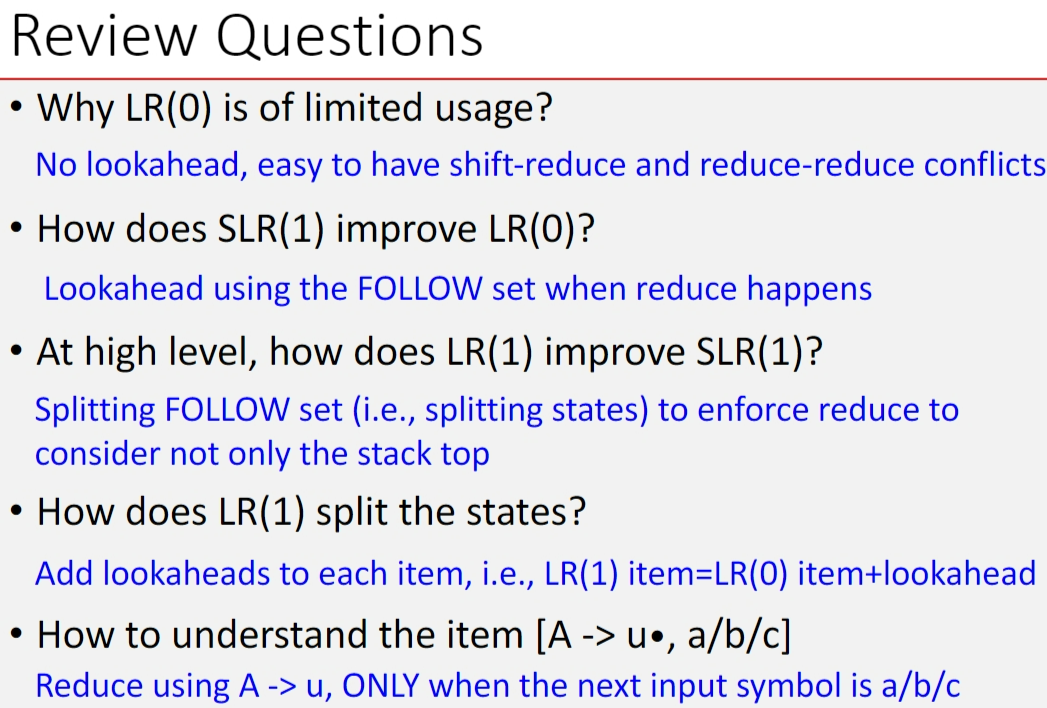 Review Questions
• Why LR(0) is of limited usage?
No lookahead, easy to have shift-reduce and reduce-reduce conflicts
• How does SLR(1) improve LR(0)?
Lookahead using the FOLLOW set when reduce happens
• At high level, how does LR(1) improve SLR(1)?
Splitting FOLLOW set (i.e., splitting states) to enforce reduce to
consider not only the stack top
• How does LR(1) split the states?
Add lookaheads to each item, i.e., LR(1) item=LR(0) item+lookahead
• How to understand the item [A -> u•, a/b/c]
Reduce using A -> u, ONLY when the next input symbol is a/b/c